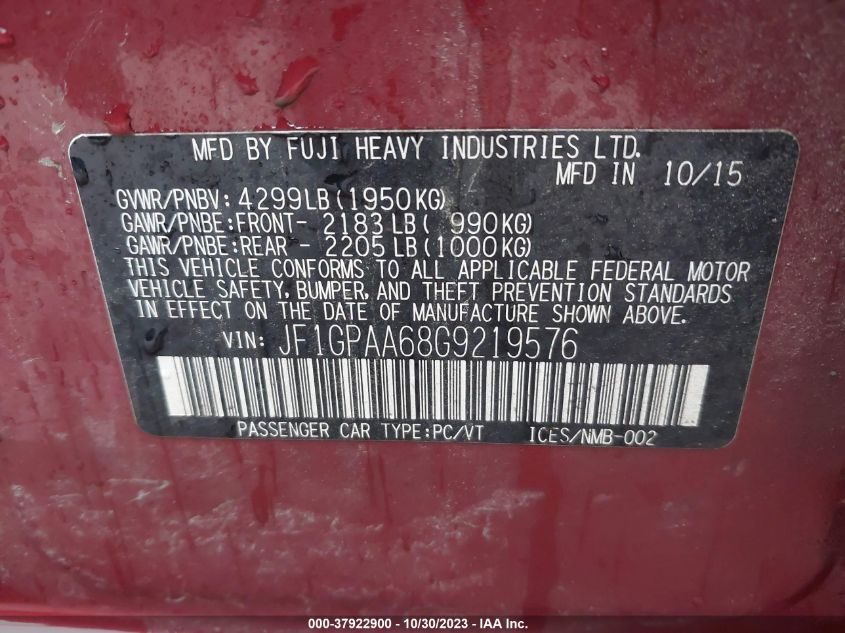 MFD BY FUJI HEAVY INDUSTRIES LTD.
MFD IN 10/15
GVWR/PNBV: 4299LB(1950KG)
GAWR/PNBE:FRONT- 2183LB( 990KG)
GAWR/PNBE:REAR - 2205LB(1000KG)
THIS VEHICLE CONFORMS TO ALL APPLICABLE FEDERAL MOTOR
VEHICLE SAFETY, BUMPER, AND THEFT PREVENTION STANDARDS
IN EFFECT ON THE DATE OF MANUFACTURE SHOWN ABOVE.
VIN: JF1GPAA68G9219576
PASSENGER CAR TYPE:PC/VT ICES/NMB-002
000-37922900 - 10/30/2023 - IAA Inc.